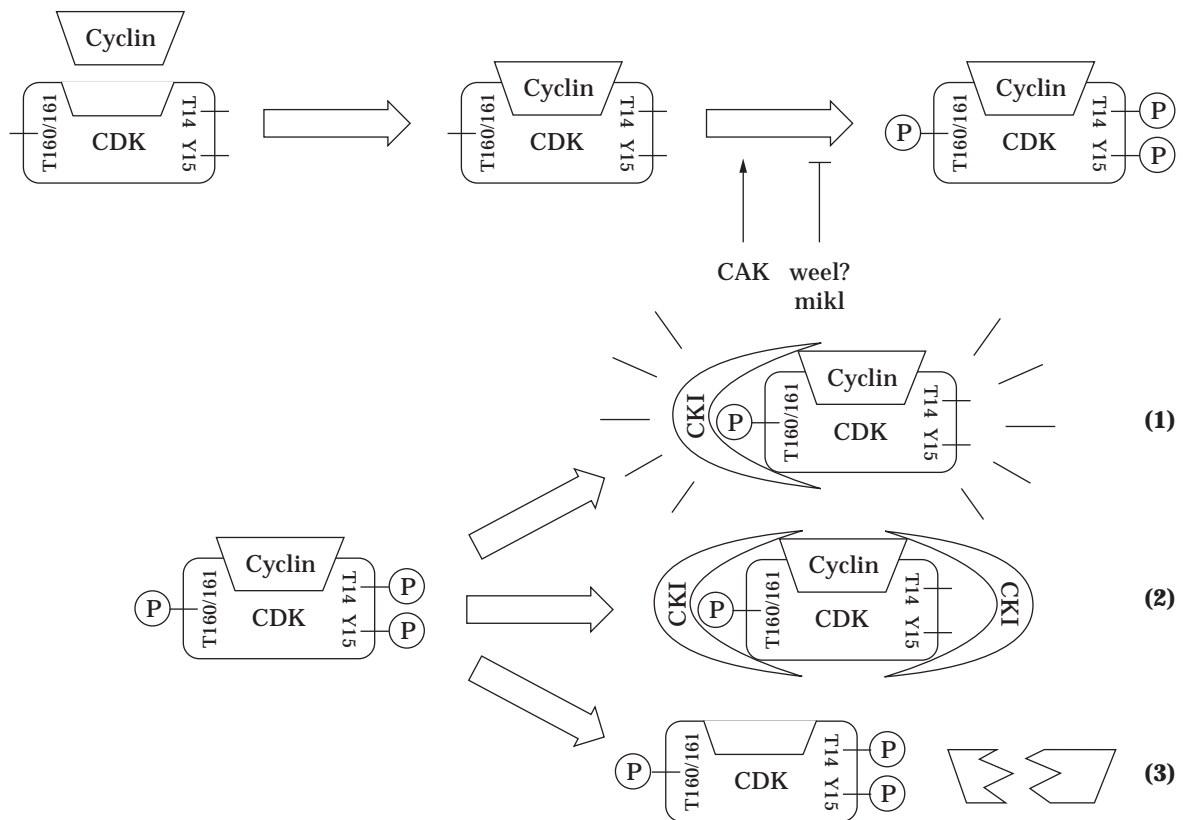 Cyclin
T160/161
CDK
T14 Y15
Cyclin
T160/161
CDK
T14 Y15
CAK
weel?
mikl
Cyclin
P
T160/161
CDK
T14 Y15
P
P
CKI
P
Cyclin
T160/161
CDK
T14 Y15
(1)
P
Cyclin
T160/161
CDK
T14 Y15
P
P
CKI
P
Cyclin
T160/161
CDK
T14 Y15
CKI
(2)
P
T160/161
CDK
T14 Y15
P
P
(3)